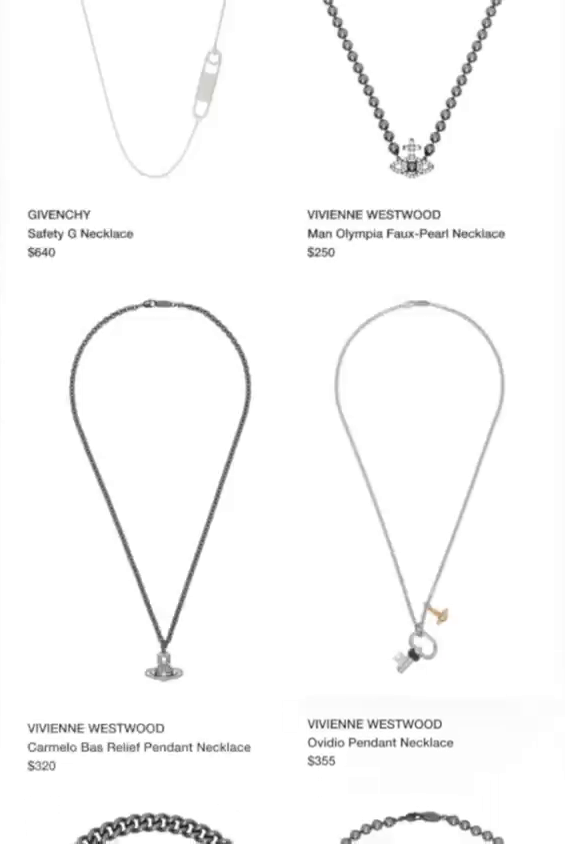 GIVENCHY
Safety G Necklace
$640
VIVIENNE WESTWOOD
Man Olympia Faux-Pearl Necklace
$250
VIVIENNE WESTWOOD
Carmelo Bas Relief Pendant Necklace
$320
VIVIENNE WESTWOOD
Ovidio Pendant Necklace
$355